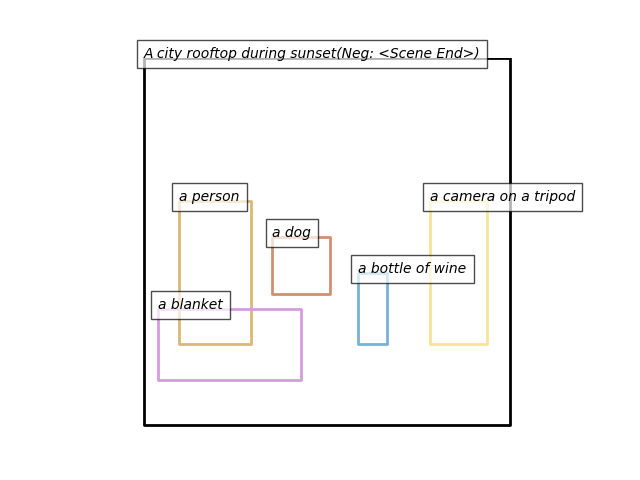 A city rooftop during sunset(Neg: <Scene End>)
a person
a camera on a tripod
a dog
a bottle of wine
a blanket